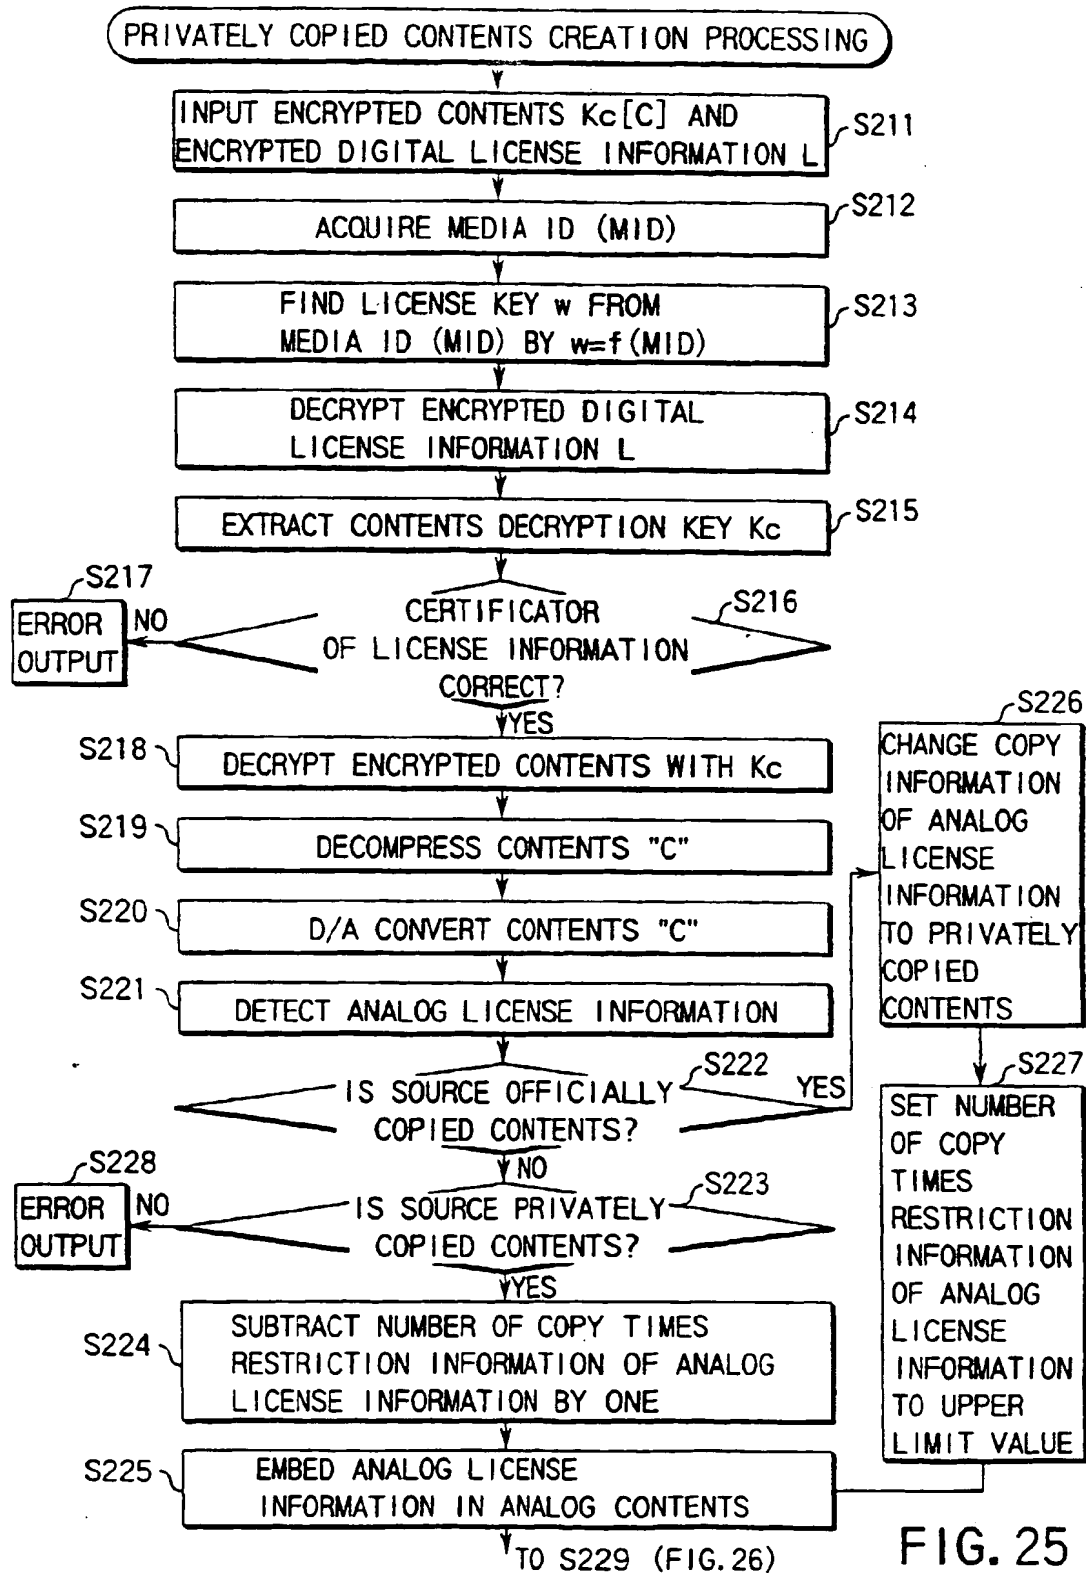 PRIVATELY COPIED CONTENTS CREATION PROCESSING
INPUT ENCRYPTED CONTENTS Kc[C] AND
ENCRYPTED DIGITAL LICENSE INFORMATION L
S211
ACQUIRE MEDIA ID (MID)
S212
FIND LICENSE KEY w FROM
MEDIA ID (MID) BY w=f(MID)
S213
DECRYPT ENCRYPTED DIGITAL
LICENSE INFORMATION L
S214
EXTRACT CONTENTS DECRYPTION KEY Kc
S215
S217
ERROR
OUTPUT
NO
CERTIFICATOR
OF LICENSE INFORMATION
CORRECT?
S216
YES
S218
DECRYPT ENCRYPTED CONTENTS WITH Kc
S219
DECOMPRESS CONTENTS "C"
S220
D/A CONVERT CONTENTS "C"
S221
DETECT ANALOG LICENSE INFORMATION
S222
IS SOURCE OFFICIALLY
COPIED CONTENTS?
YES
NO
S226
CHANGE COPY
INFORMATION
OF ANALOG
LICENSE
INFORMATION
TO PRIVATELY
COPIED
CONTENTS
S227
SET NUMBER
OF COPY
TIMES
RESTRICTION
INFORMATION
OF ANALOG
LICENSE
INFORMATION
TO UPPER
LIMIT VALUE
S228
ERROR
OUTPUT
NO
IS SOURCE PRIVATELY
COPIED CONTENTS?
S223
YES
S224
SUBTRACT NUMBER OF COPY TIMES
RESTRICTION INFORMATION OF ANALOG
LICENSE INFORMATION BY ONE
S225
EMBED ANALOG LICENSE
INFORMATION IN ANALOG CONTENTS
TO S229 (FIG.26)
FIG. 25